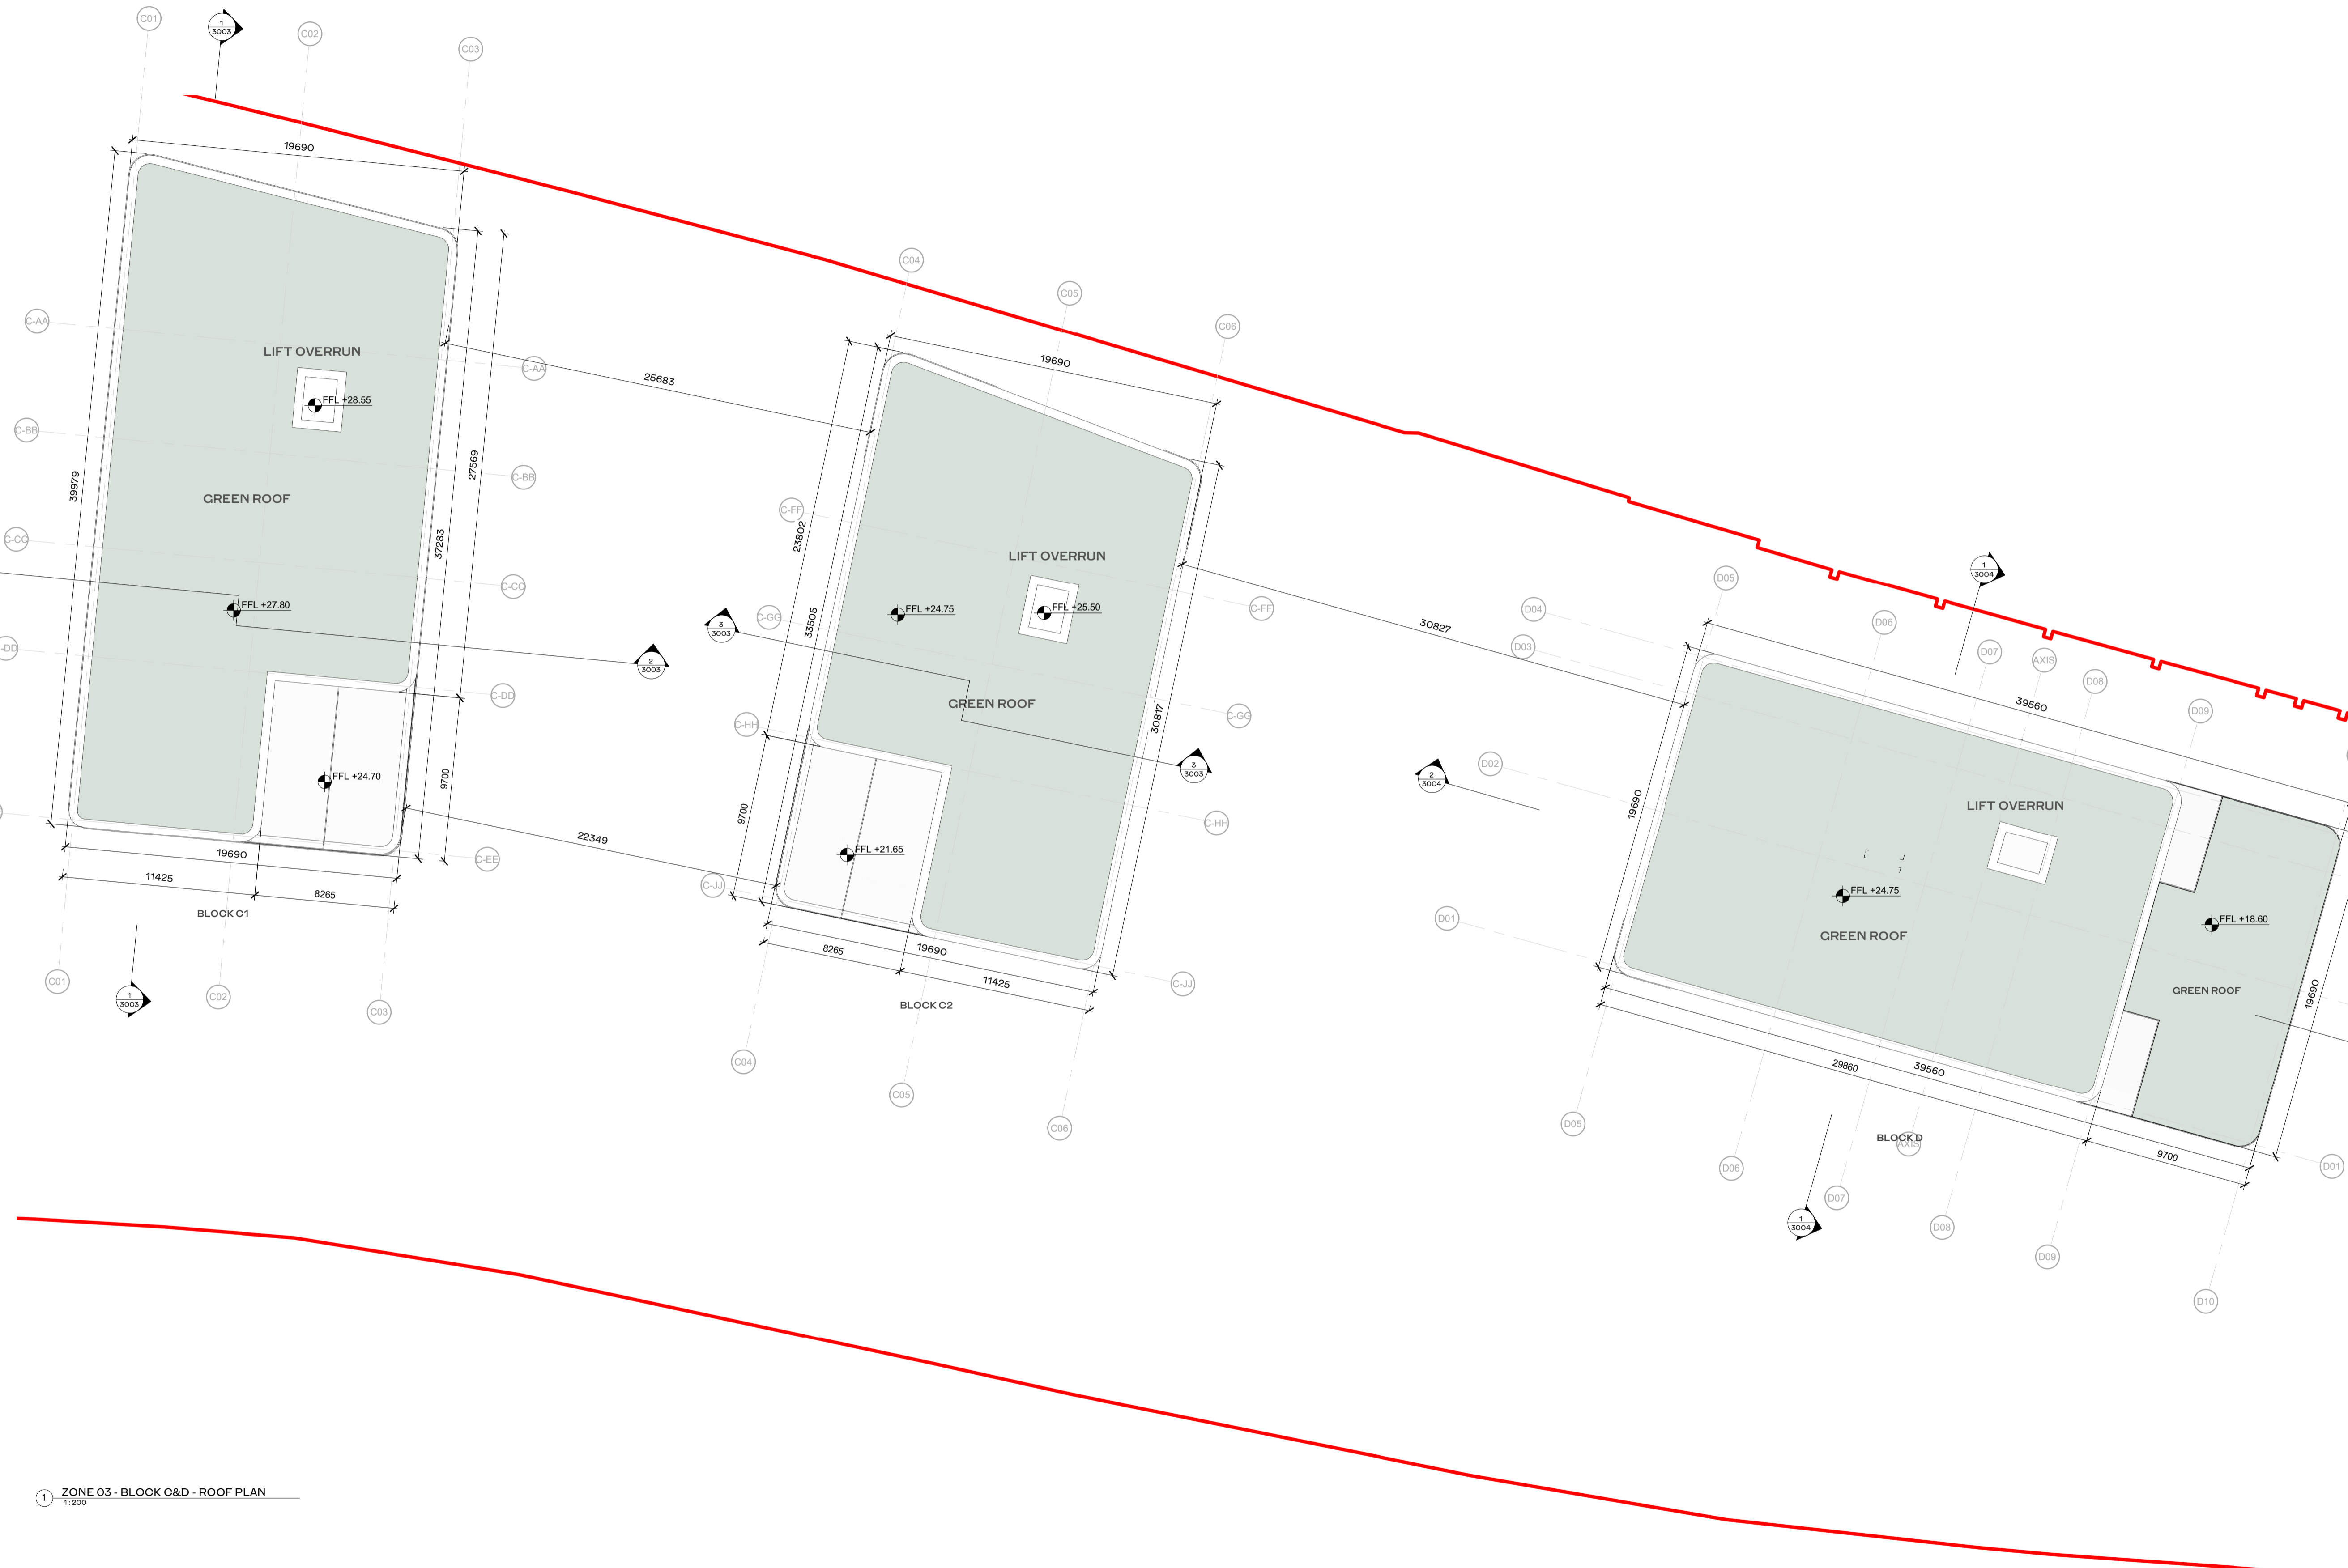 C01
1
3003
C02
C03
19690
C04
C05
C06
C-AA
LIFT OVERRUN
C-AA
25683
19690
FFL +28.55
C-BB
27569
C-BB
39979
GREEN ROOF
C-FF
23802
C-CC
37283
C-CC
LIFT OVERRUN
1
3004
D05
FFL +27.80
FFL +24.75
FFL +25.50
C-FF
D04
C-GG
33505
3
3003
30827
D06
-DD
2
3003
D03
D07
AXIS
D08
C-DD
GREEN ROOF
30817
C-GG
39560
D09
C-HH
FFL +24.70
9700
3
3003
2
3004
D02
19690
LIFT OVERRUN
9700
C-HH
22349
19690
FFL +21.65
C-EE
11425
8265
C-JJ
FFL +24.75
BLOCK C1
D01
FFL +18.60
GREEN ROOF
8265
19690
11425
C-JJ
GREEN ROOF
19690
C01
1
3003
C02
C03
BLOCK C2
C04
C05
C06
29860
39560
D05
BLOCK D
AXIS
9700
D01
D06
D07
1
3004
D08
D09
D10
1
ZONE 03 - BLOCK C&D - ROOF PLAN
1 : 200